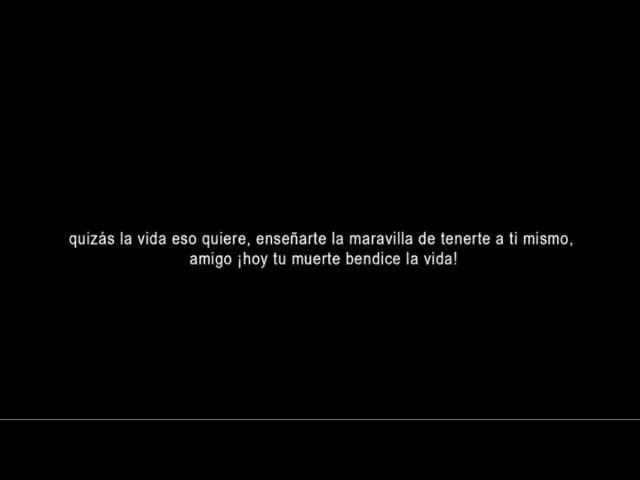 quizás la vida eso quiere, enseñarte la maravilla de tenerte a ti mismo,
amigo ¡hoy tu muerte bendice la vida!